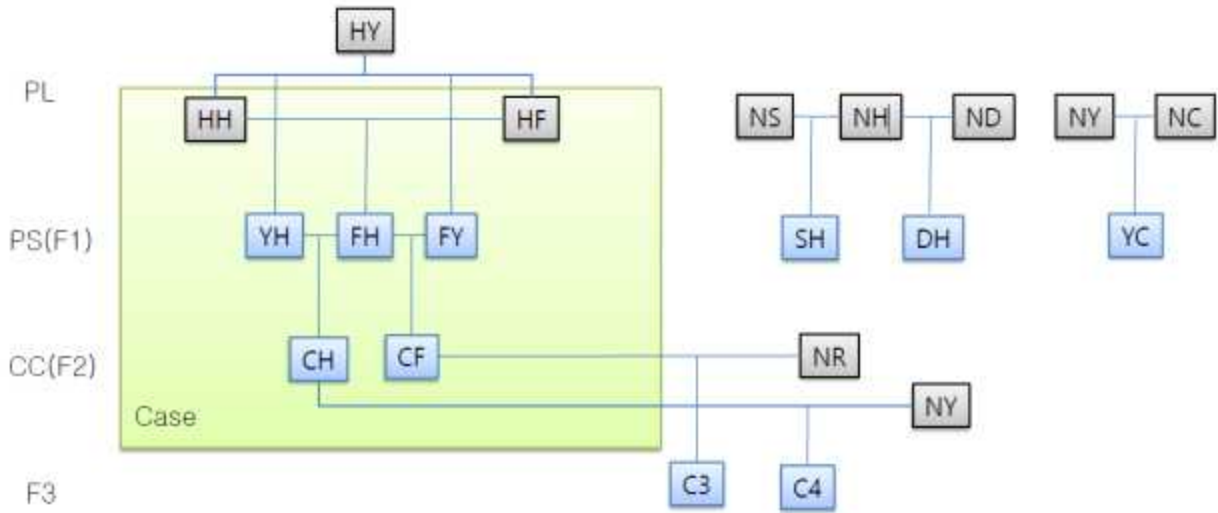 HY
PL
HH
HF
NS
NH
ND
NY
NC
PS(F1)
YH
FH
FY
SH
DH
YC
CC(F2)
CH
CF
NR
NY
Case
F3
C3
C4